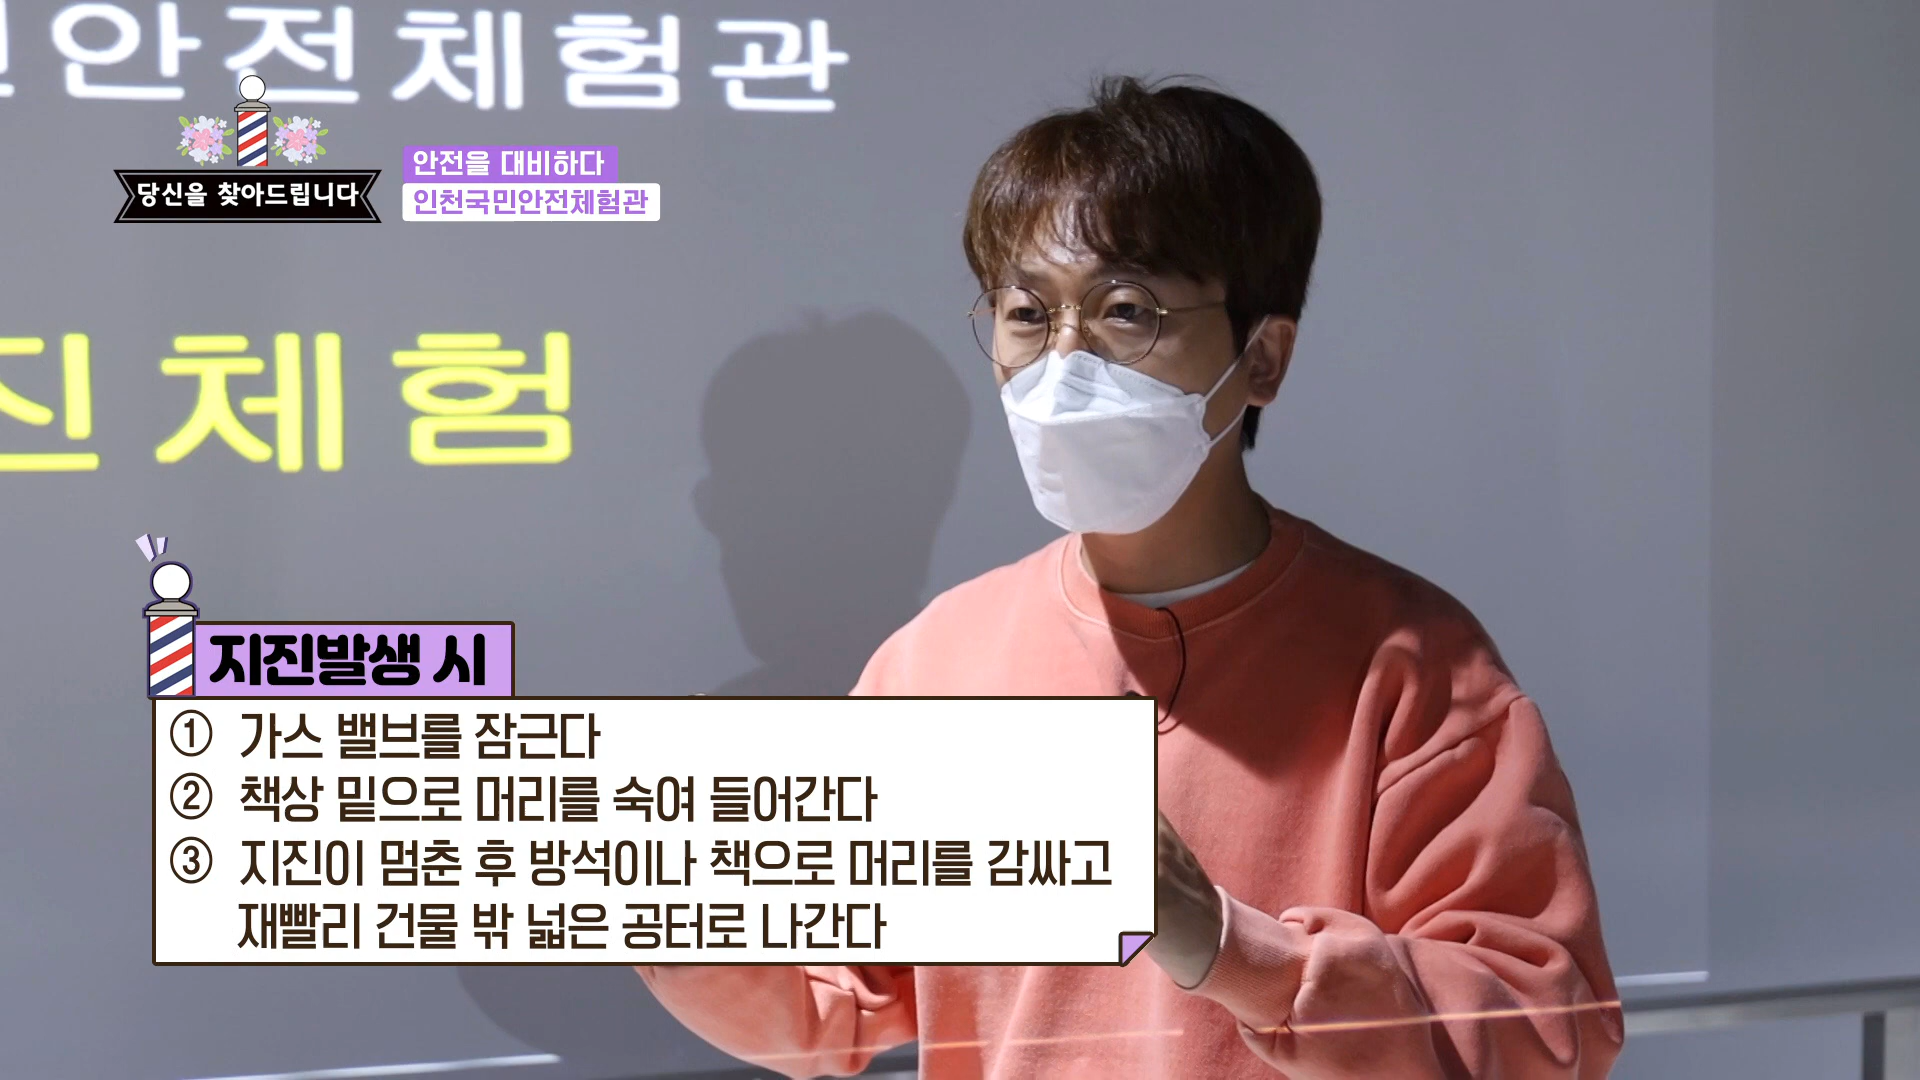 안전체험관
당신을 찾아드립니다
안전을 대비하다
인천국민안전체험관
진체험
지진발생 시
① 가스 밸브를 잠근다
② 책상 밑으로 머리를 숙여 들어간다
③ 지진이 멈춘 후 방석이나 책으로 머리를 감싸고
재빨리 건물 밖 넓은 공터로 나간다